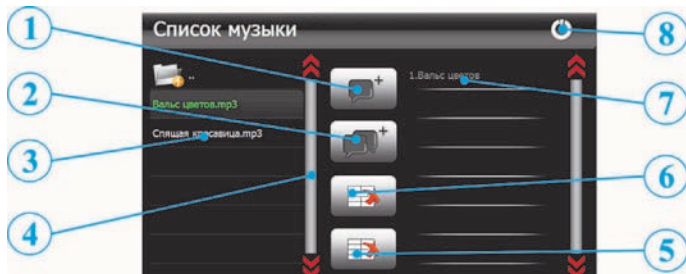 Список музыки
1
8
..
1.Вальс цветов
2
7
Вальс цветов.mp3
Спящая красавица.mp3
3
6
4
5